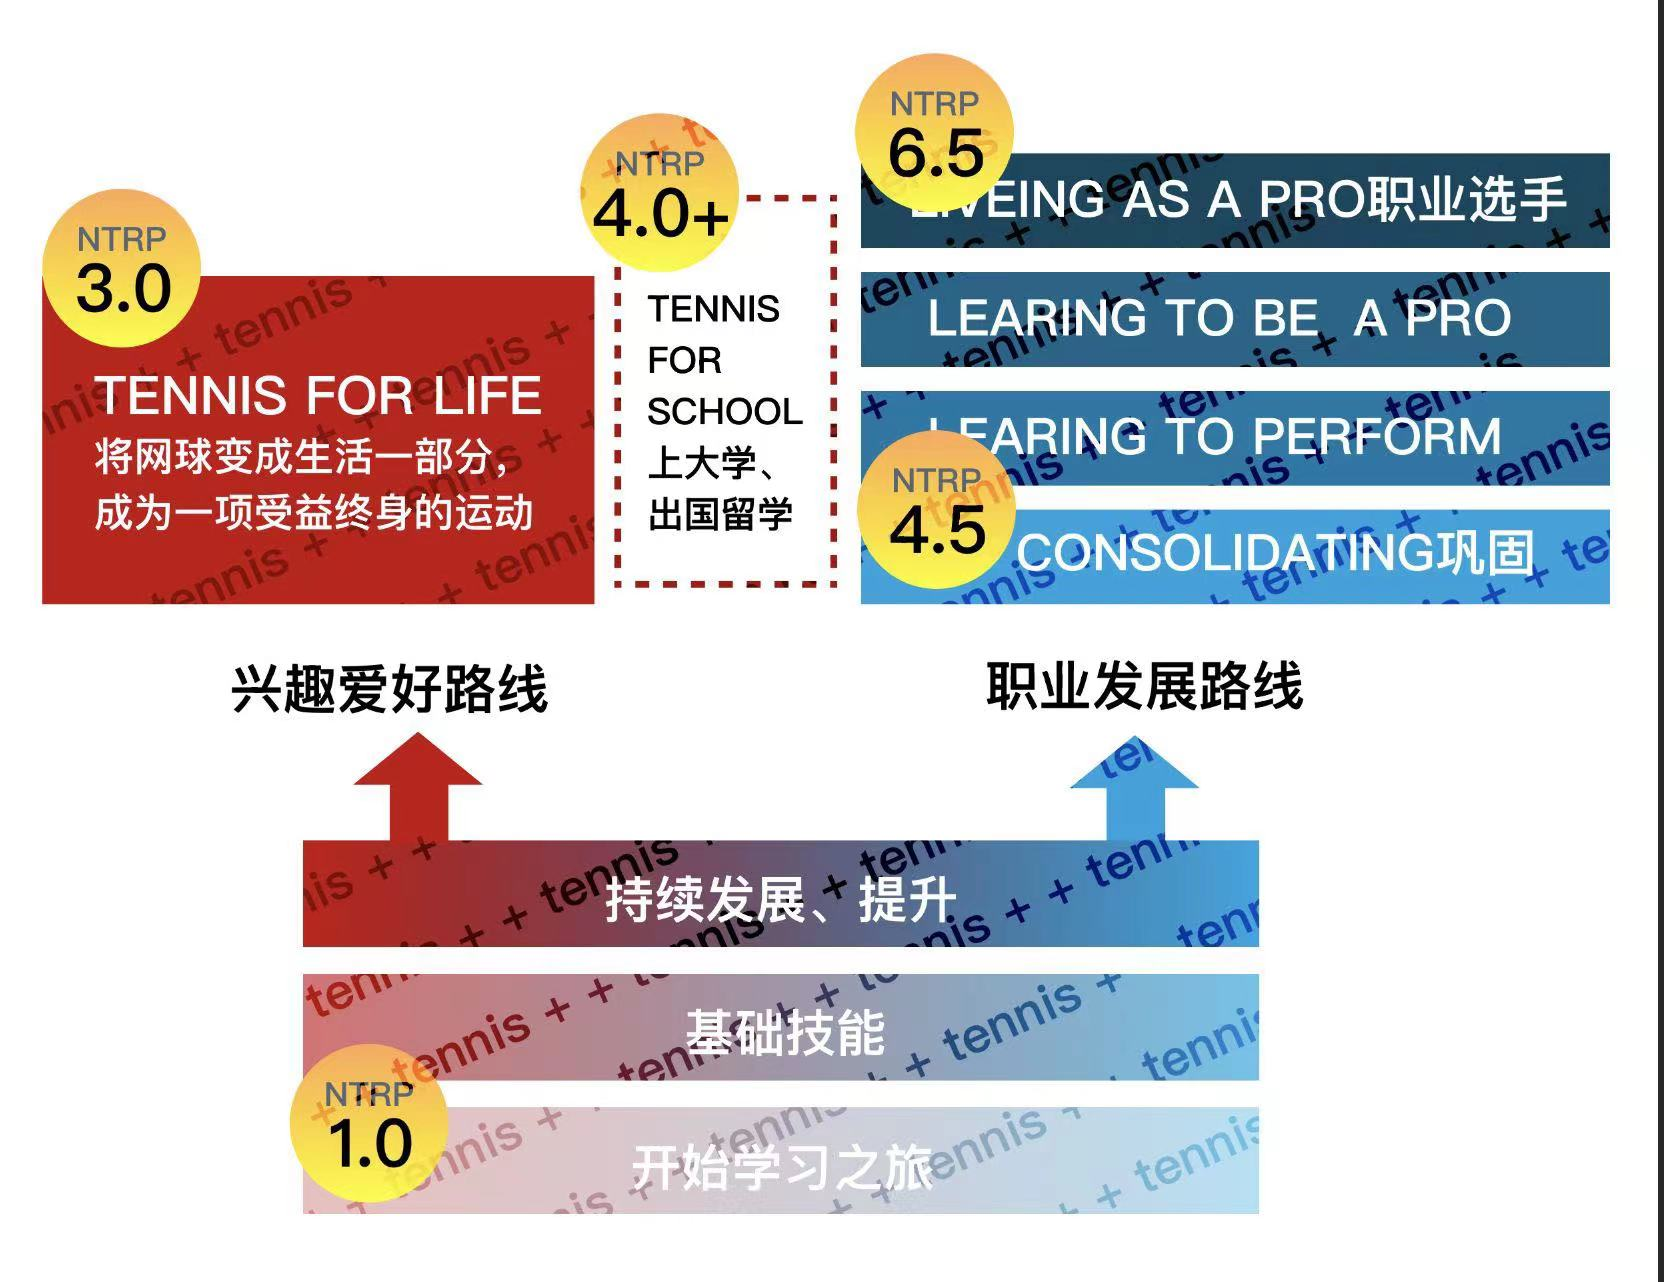 NTRP
3.0
TENNIS FOR LIFE
将网球变成生活一部分，
成为一项受益终身的运动
NTRP
4.0+
TENNIS
FOR
SCHOOL
上大学、
出国留学
NTRP
6.5
LIVEING AS A PRO职业选手
LEARING TO BE A PRO
LEARING TO PERFORM
NTRP
4.5
CONSOLIDATING巩固
兴趣爱好路线
职业发展路线
持续发展、提升
基础技能
NTRP
1.0
开始学习之旅
tennis + + tennis + + tennis